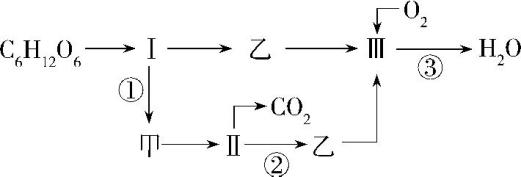 O₂
C₆H₁₂O₆ Ⅰ 乙 Ⅲ ③ H₂O
①
CO₂
甲 Ⅱ ② 乙